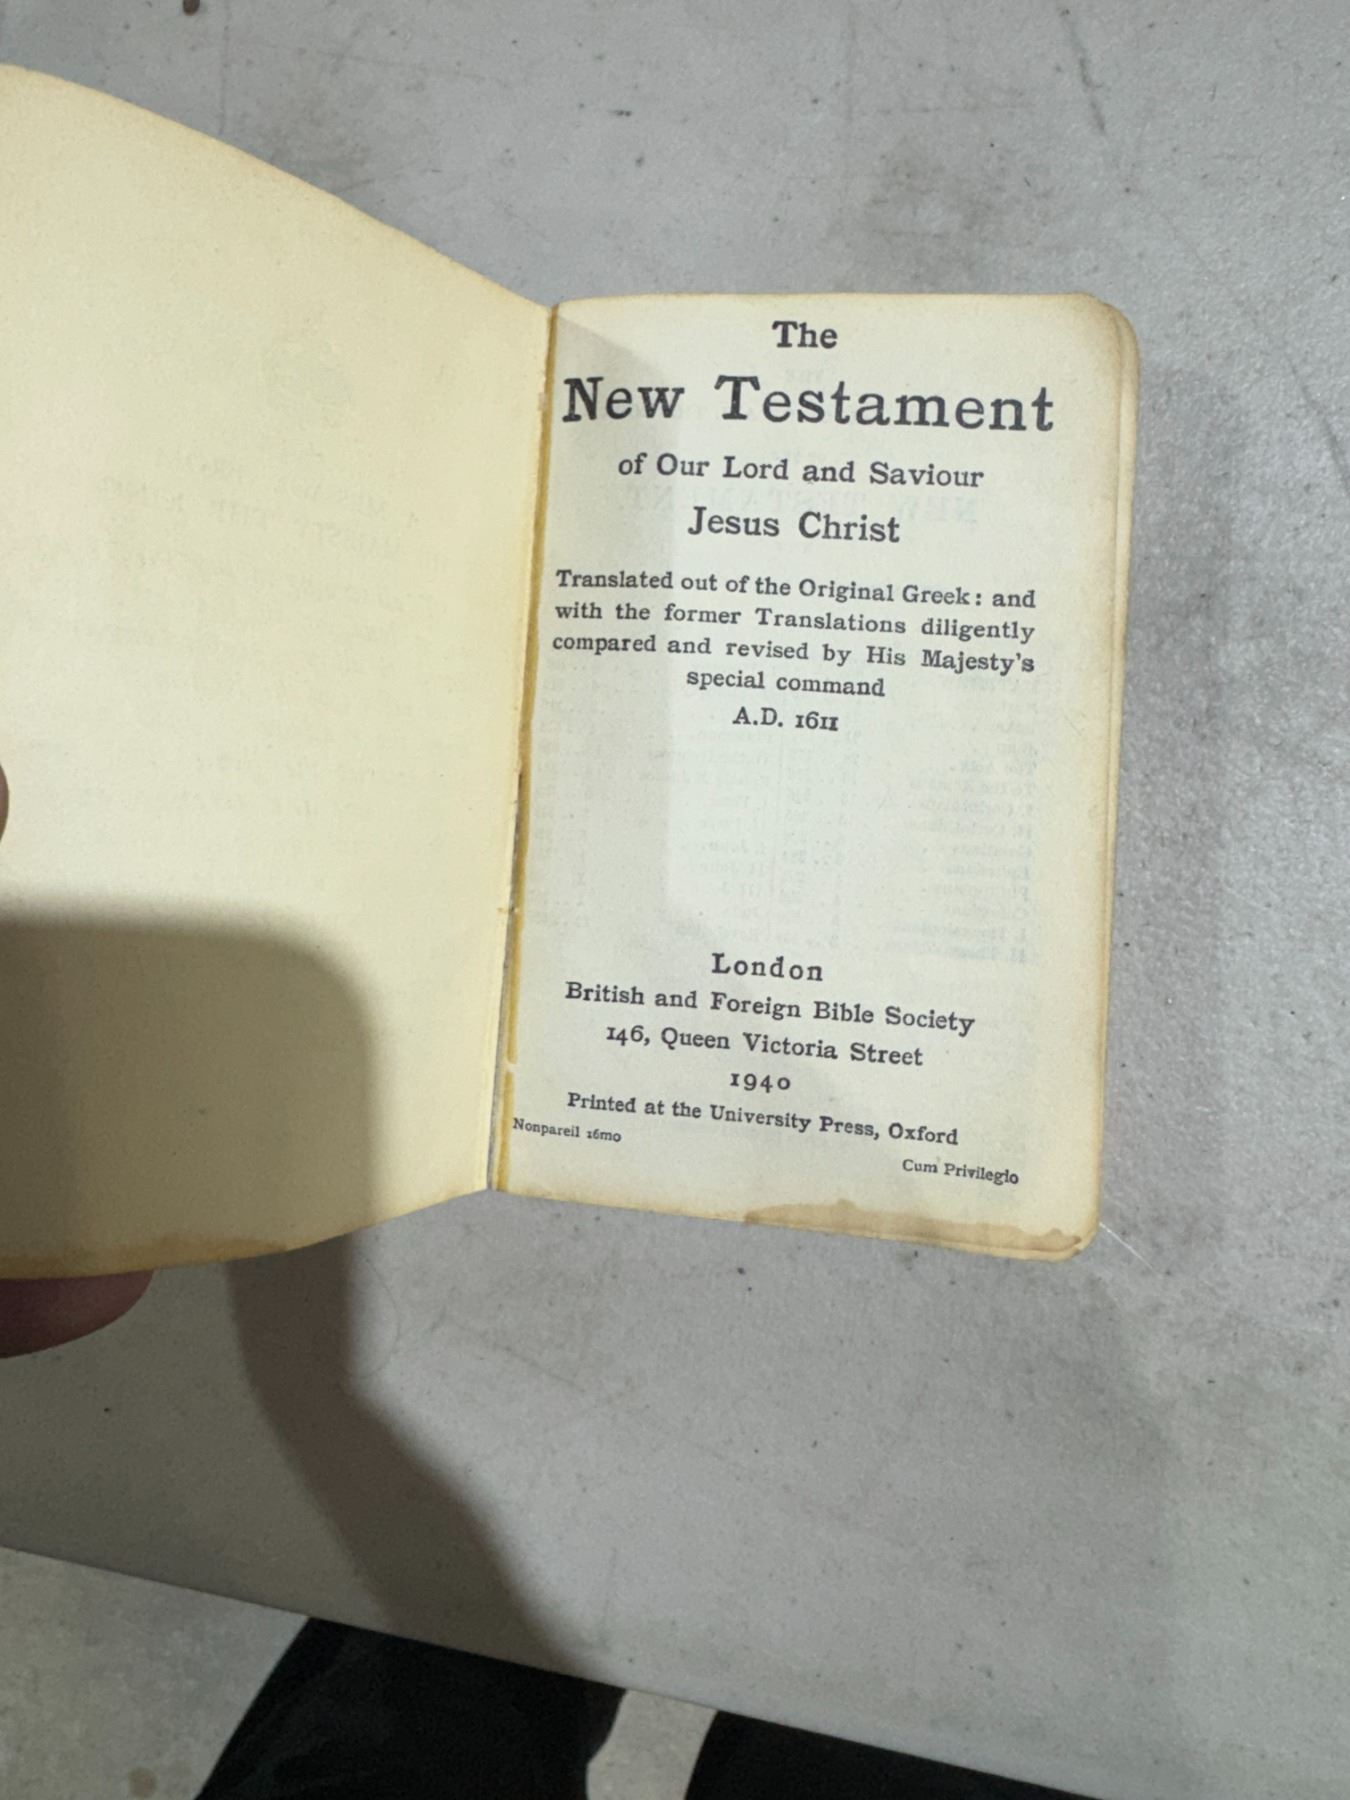 The
New Testament
of Our Lord and Saviour
Jesus Christ
Translated out of the Original Greek: and
with the former Translations diligently
compared and revised by His Majesty's
special command
A.D. 1611
London
British and Foreign Bible Society
146, Queen Victoria Street
1940
Printed at the University Press, Oxford
Nonpareil 16mo
Cum Privilegio